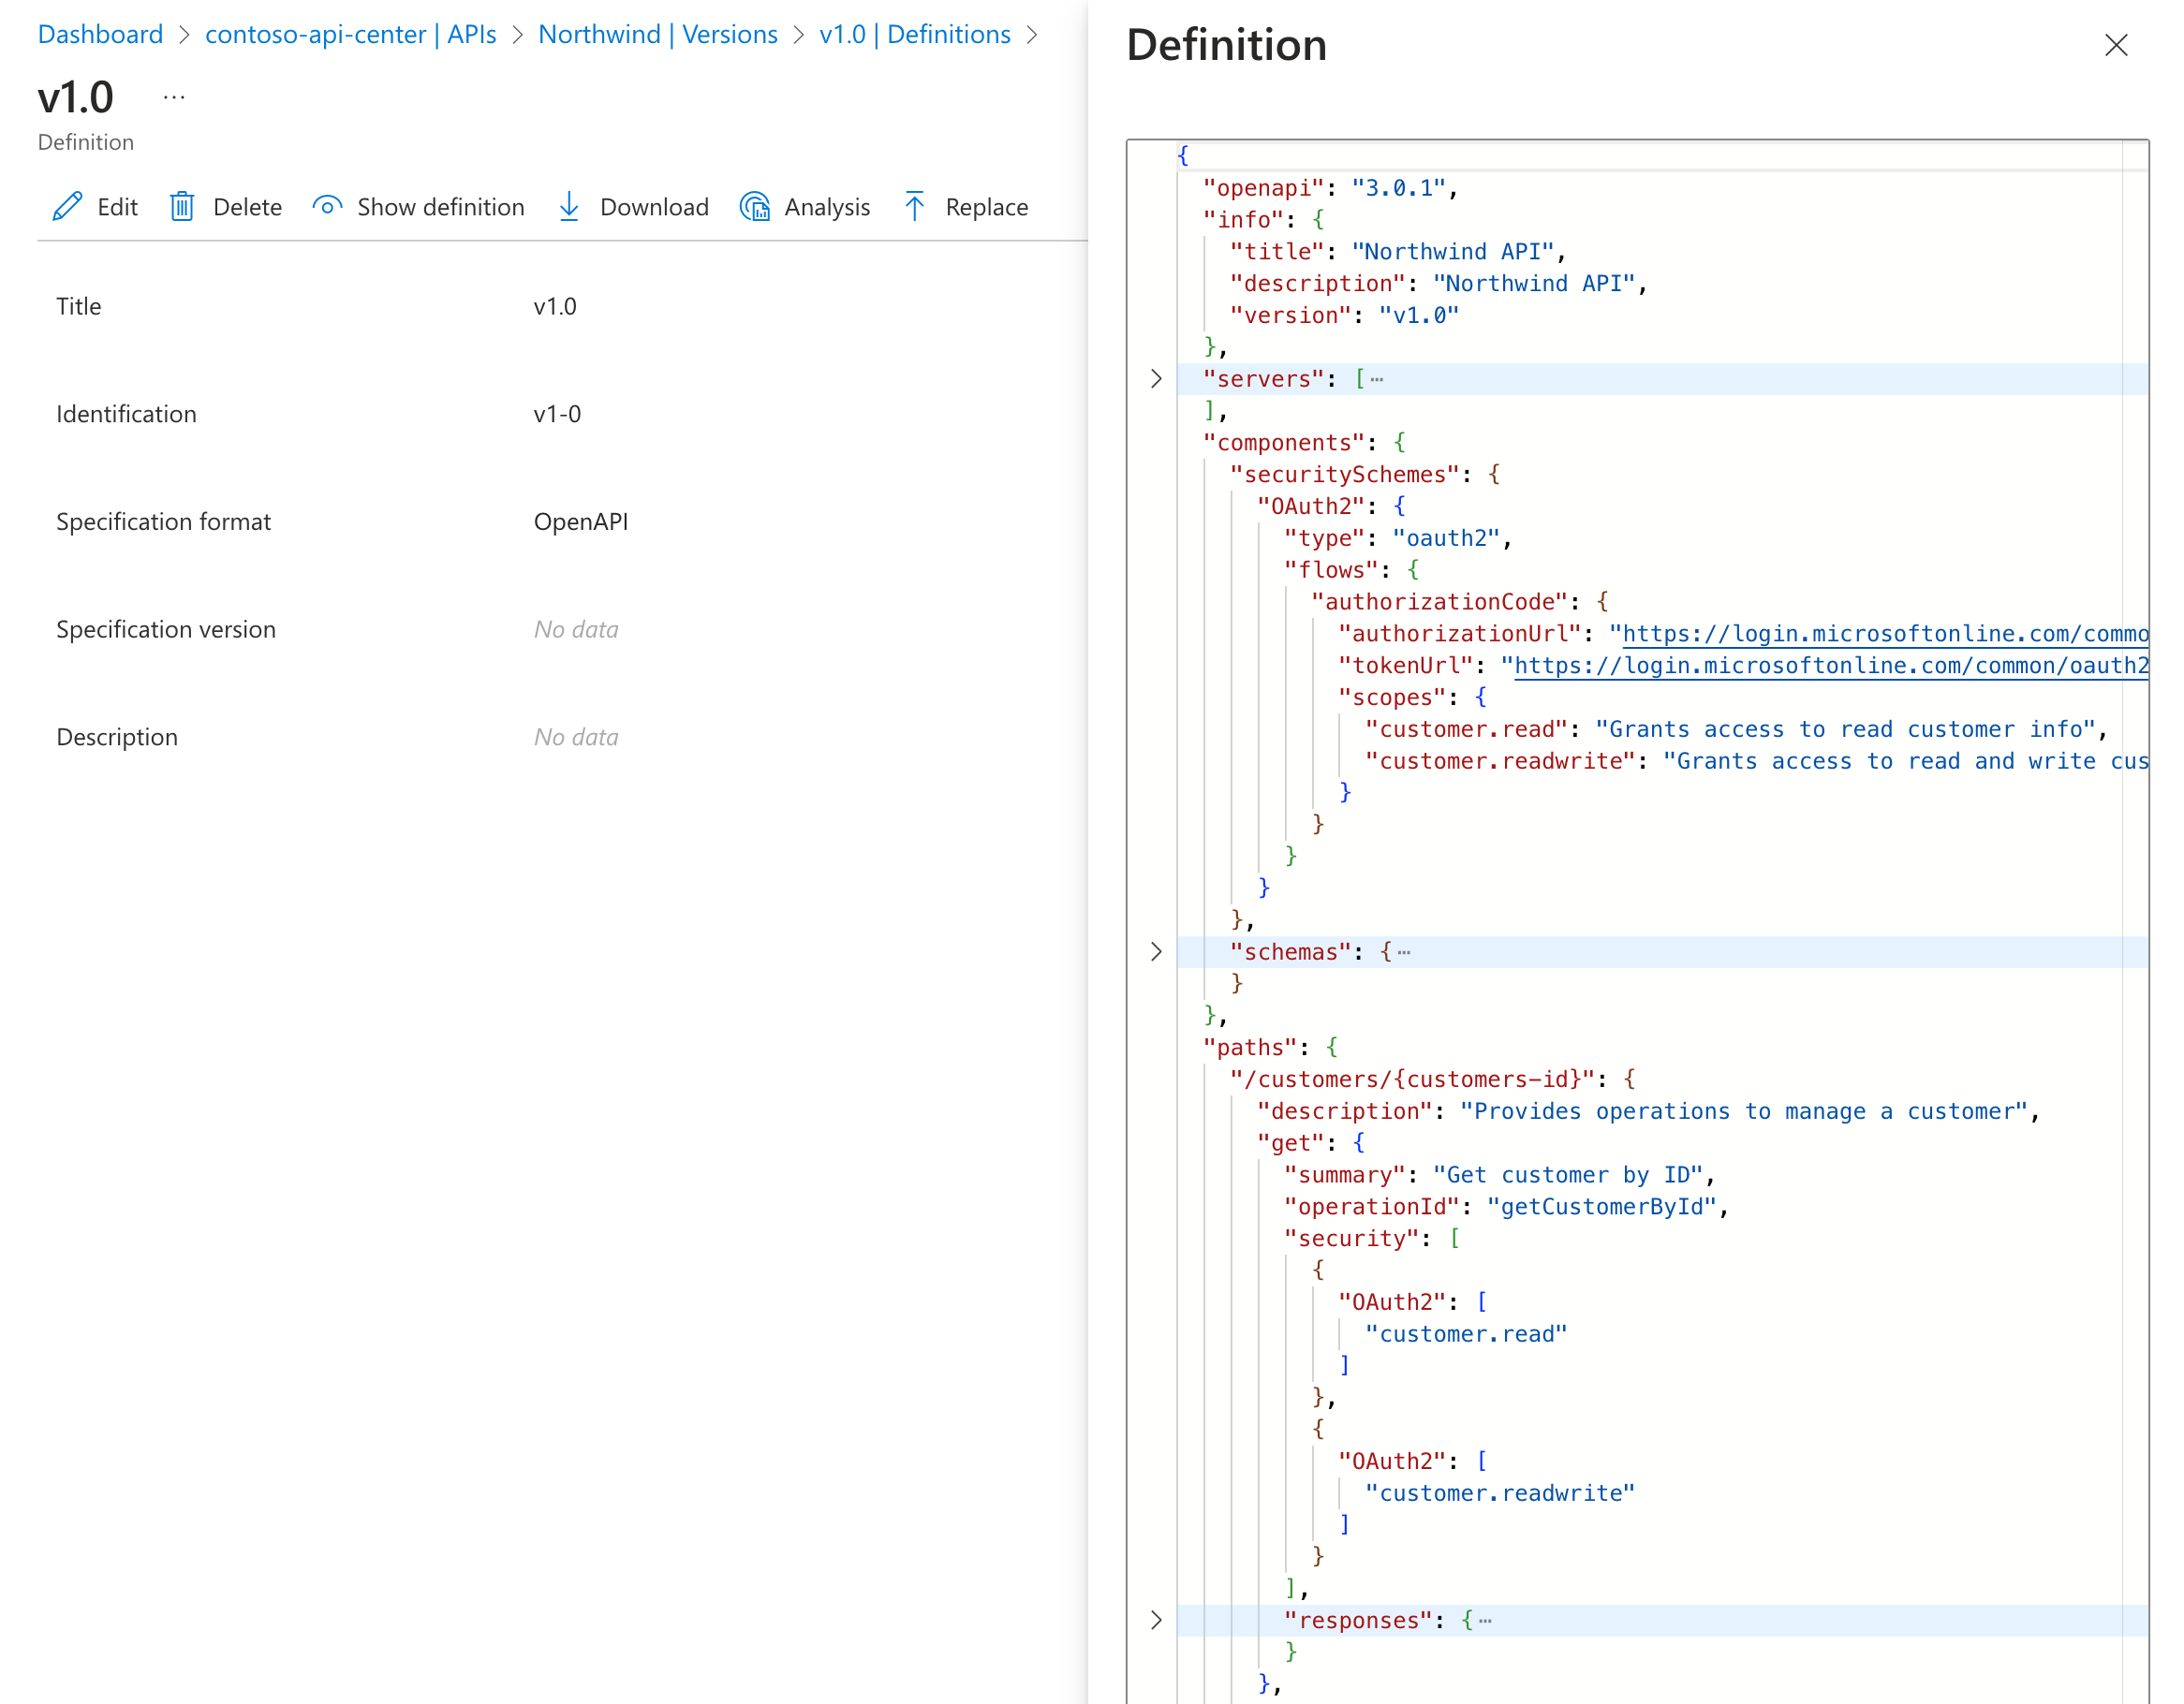 Dashboard > contoso-api-center | APIs > Northwind | Versions > v1.0 | Definitions >
v1.0 ...
Definition
Edit Delete Show definition Download Analysis Replace
Title v1.0
Identification v1-0
Specification format OpenAPI
Specification version No data
Description No data
Definition
{
"openapi": "3.0.1",
"info": {
"title": "Northwind API",
"description": "Northwind API",
"version": "v1.0"
},
"servers": [...
],
"components": {
"securitySchemes": {
"OAuth2": {
"type": "oauth2",
"flows": {
"authorizationCode": {
"authorizationUrl": "https://login.microsoftonline.com/commo
"tokenUrl": "https://login.microsoftonline.com/common/oauth2
"scopes": {
"customer.read": "Grants access to read customer info",
"customer.readwrite": "Grants access to read and write cus
}
}
}
}
},
"schemas": {...
}
},
"paths": {
"/customers/{customers-id}": {
"description": "Provides operations to manage a customer",
"get": {
"summary": "Get customer by ID",
"operationId": "getCustomerById",
"security": [
{
"OAuth2": [
"customer.read"
]
},
{
"OAuth2": [
"customer.readwrite"
]
}
],
"responses": {...
}
},